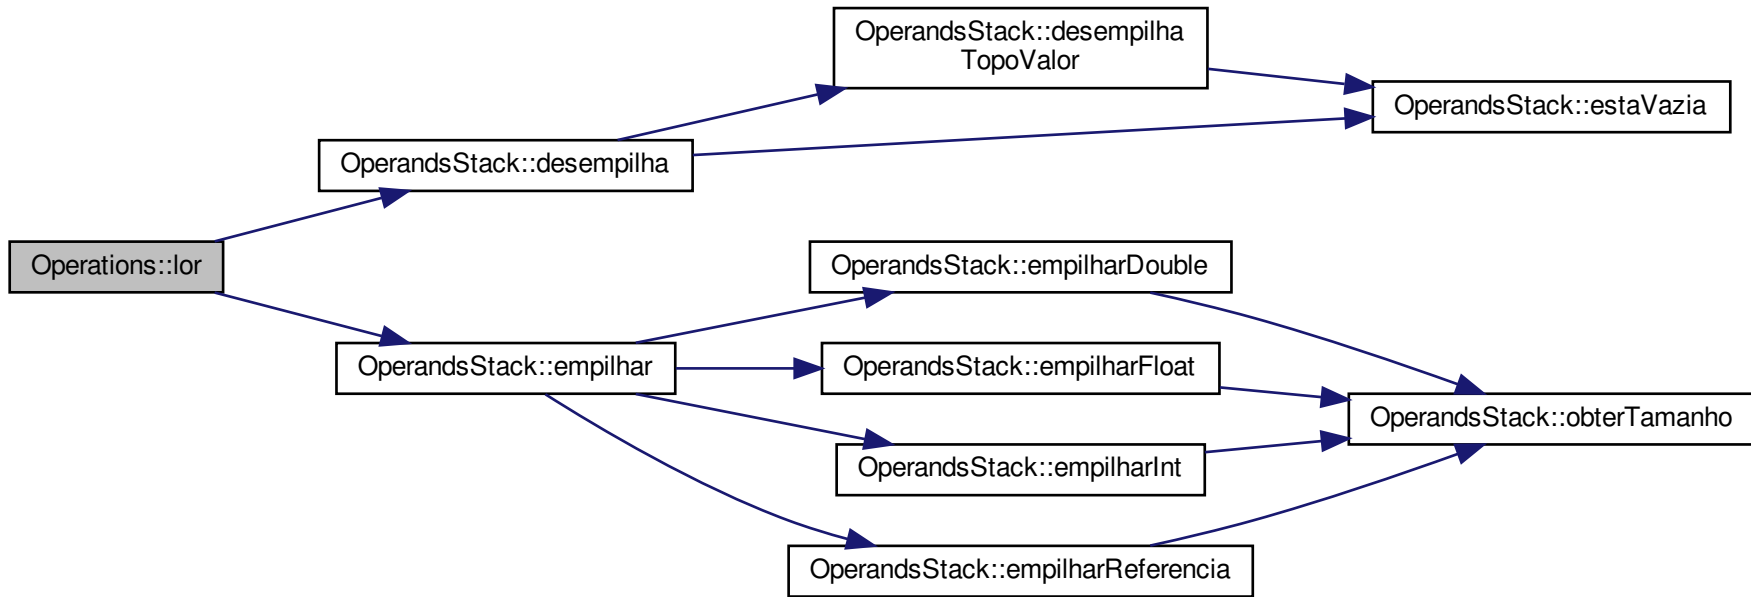 OperandsStack::desempilha
TopoValor
OperandsStack::estaVazia
OperandsStack::desempilha
Operations::lor
OperandsStack::empilharDouble
OperandsStack::empilhar
OperandsStack::empilharFloat
OperandsStack::obterTamanho
OperandsStack::empilharInt
OperandsStack::empilharReferencia